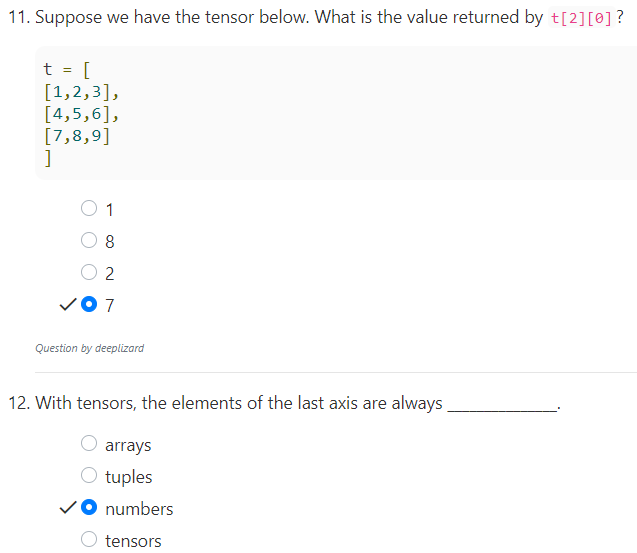 11. Suppose we have the tensor below. What is the value returned by t[2][0] ?
t = [
[1,2,3],
[4,5,6],
[7,8,9]
]
1
8
2
7
Question by deeplizard
12. With tensors, the elements of the last axis are always ______________.
arrays
tuples
numbers
tensors